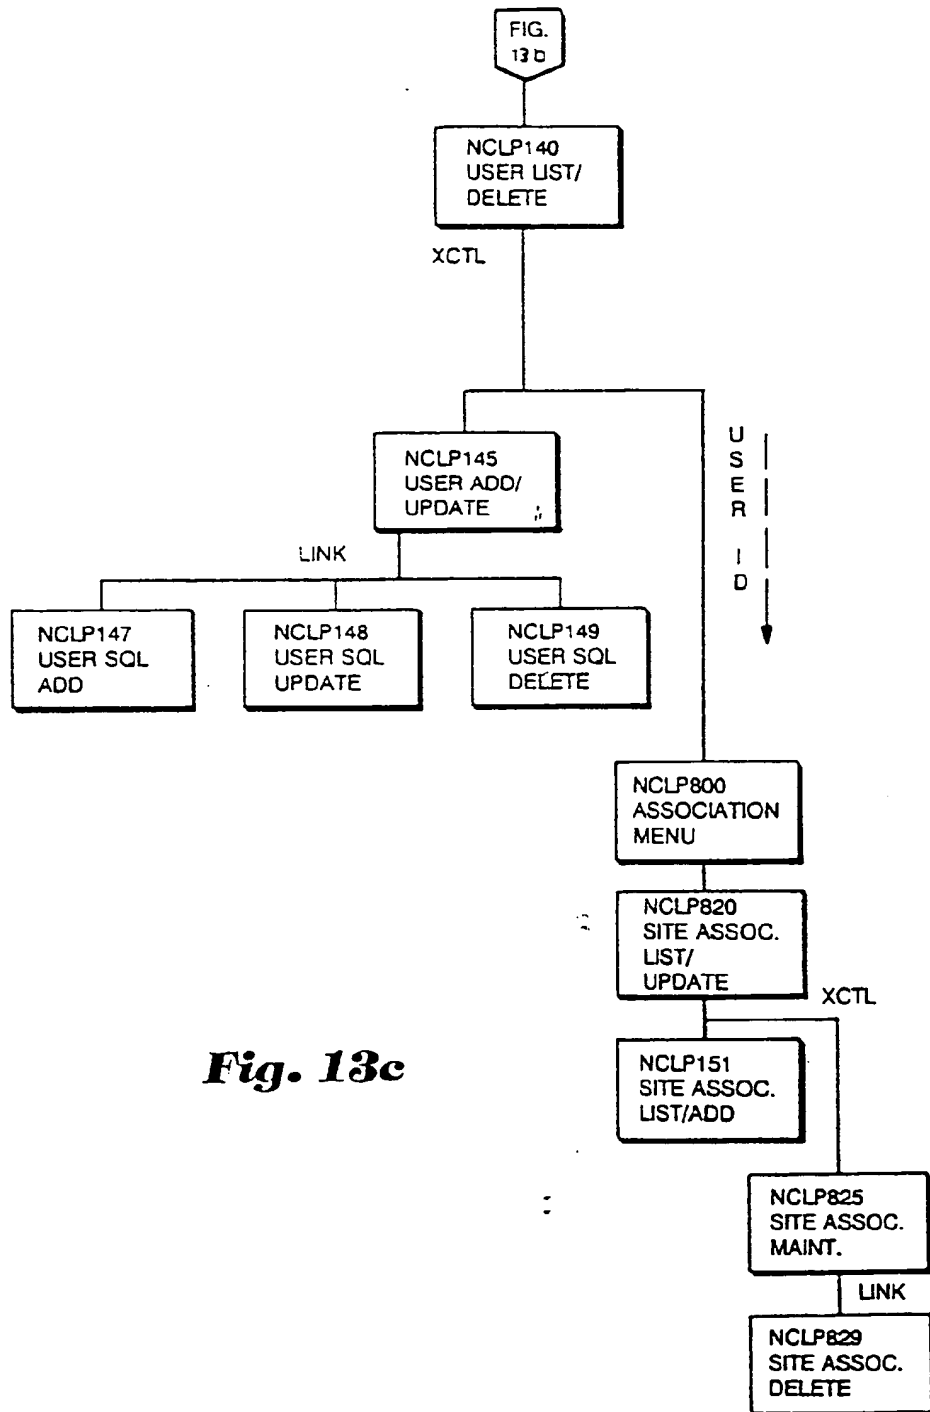 FIG.
13b
NCLP140
USER LIST/
DELETE
XCTL
NCLP145
USER ADD/
UPDATE
USER ID
LINK
NCLP147
USER SQL
ADD
NCLP148
USER SQL
UPDATE
NCLP149
USER SQL
DELETE
NCLP800
ASSOCIATION
MENU
NCLP820
SITE ASSOC.
LIST/
UPDATE
XCTL
NCLP151
SITE ASSOC.
LIST/ADD
Fig. 13c
NCLP825
SITE ASSOC.
MAINT.
LINK
NCLP829
SITE ASSOC.
DELETE